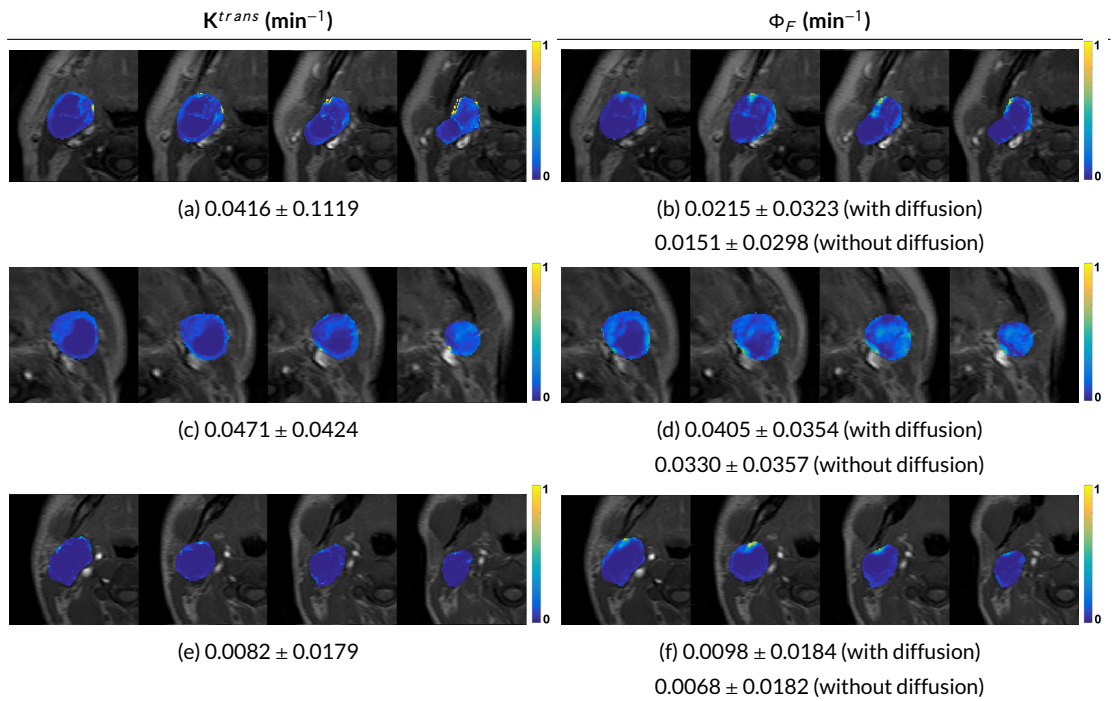 K^trans (min⁻¹)
Φ_F (min⁻¹)
1
0
1
0
(a) 0.0416 ± 0.1119
(b) 0.0215 ± 0.0323 (with diffusion)
0.0151 ± 0.0298 (without diffusion)
1
0
1
0
(c) 0.0471 ± 0.0424
(d) 0.0405 ± 0.0354 (with diffusion)
0.0330 ± 0.0357 (without diffusion)
1
0
1
0
(e) 0.0082 ± 0.0179
(f) 0.0098 ± 0.0184 (with diffusion)
0.0068 ± 0.0182 (without diffusion)